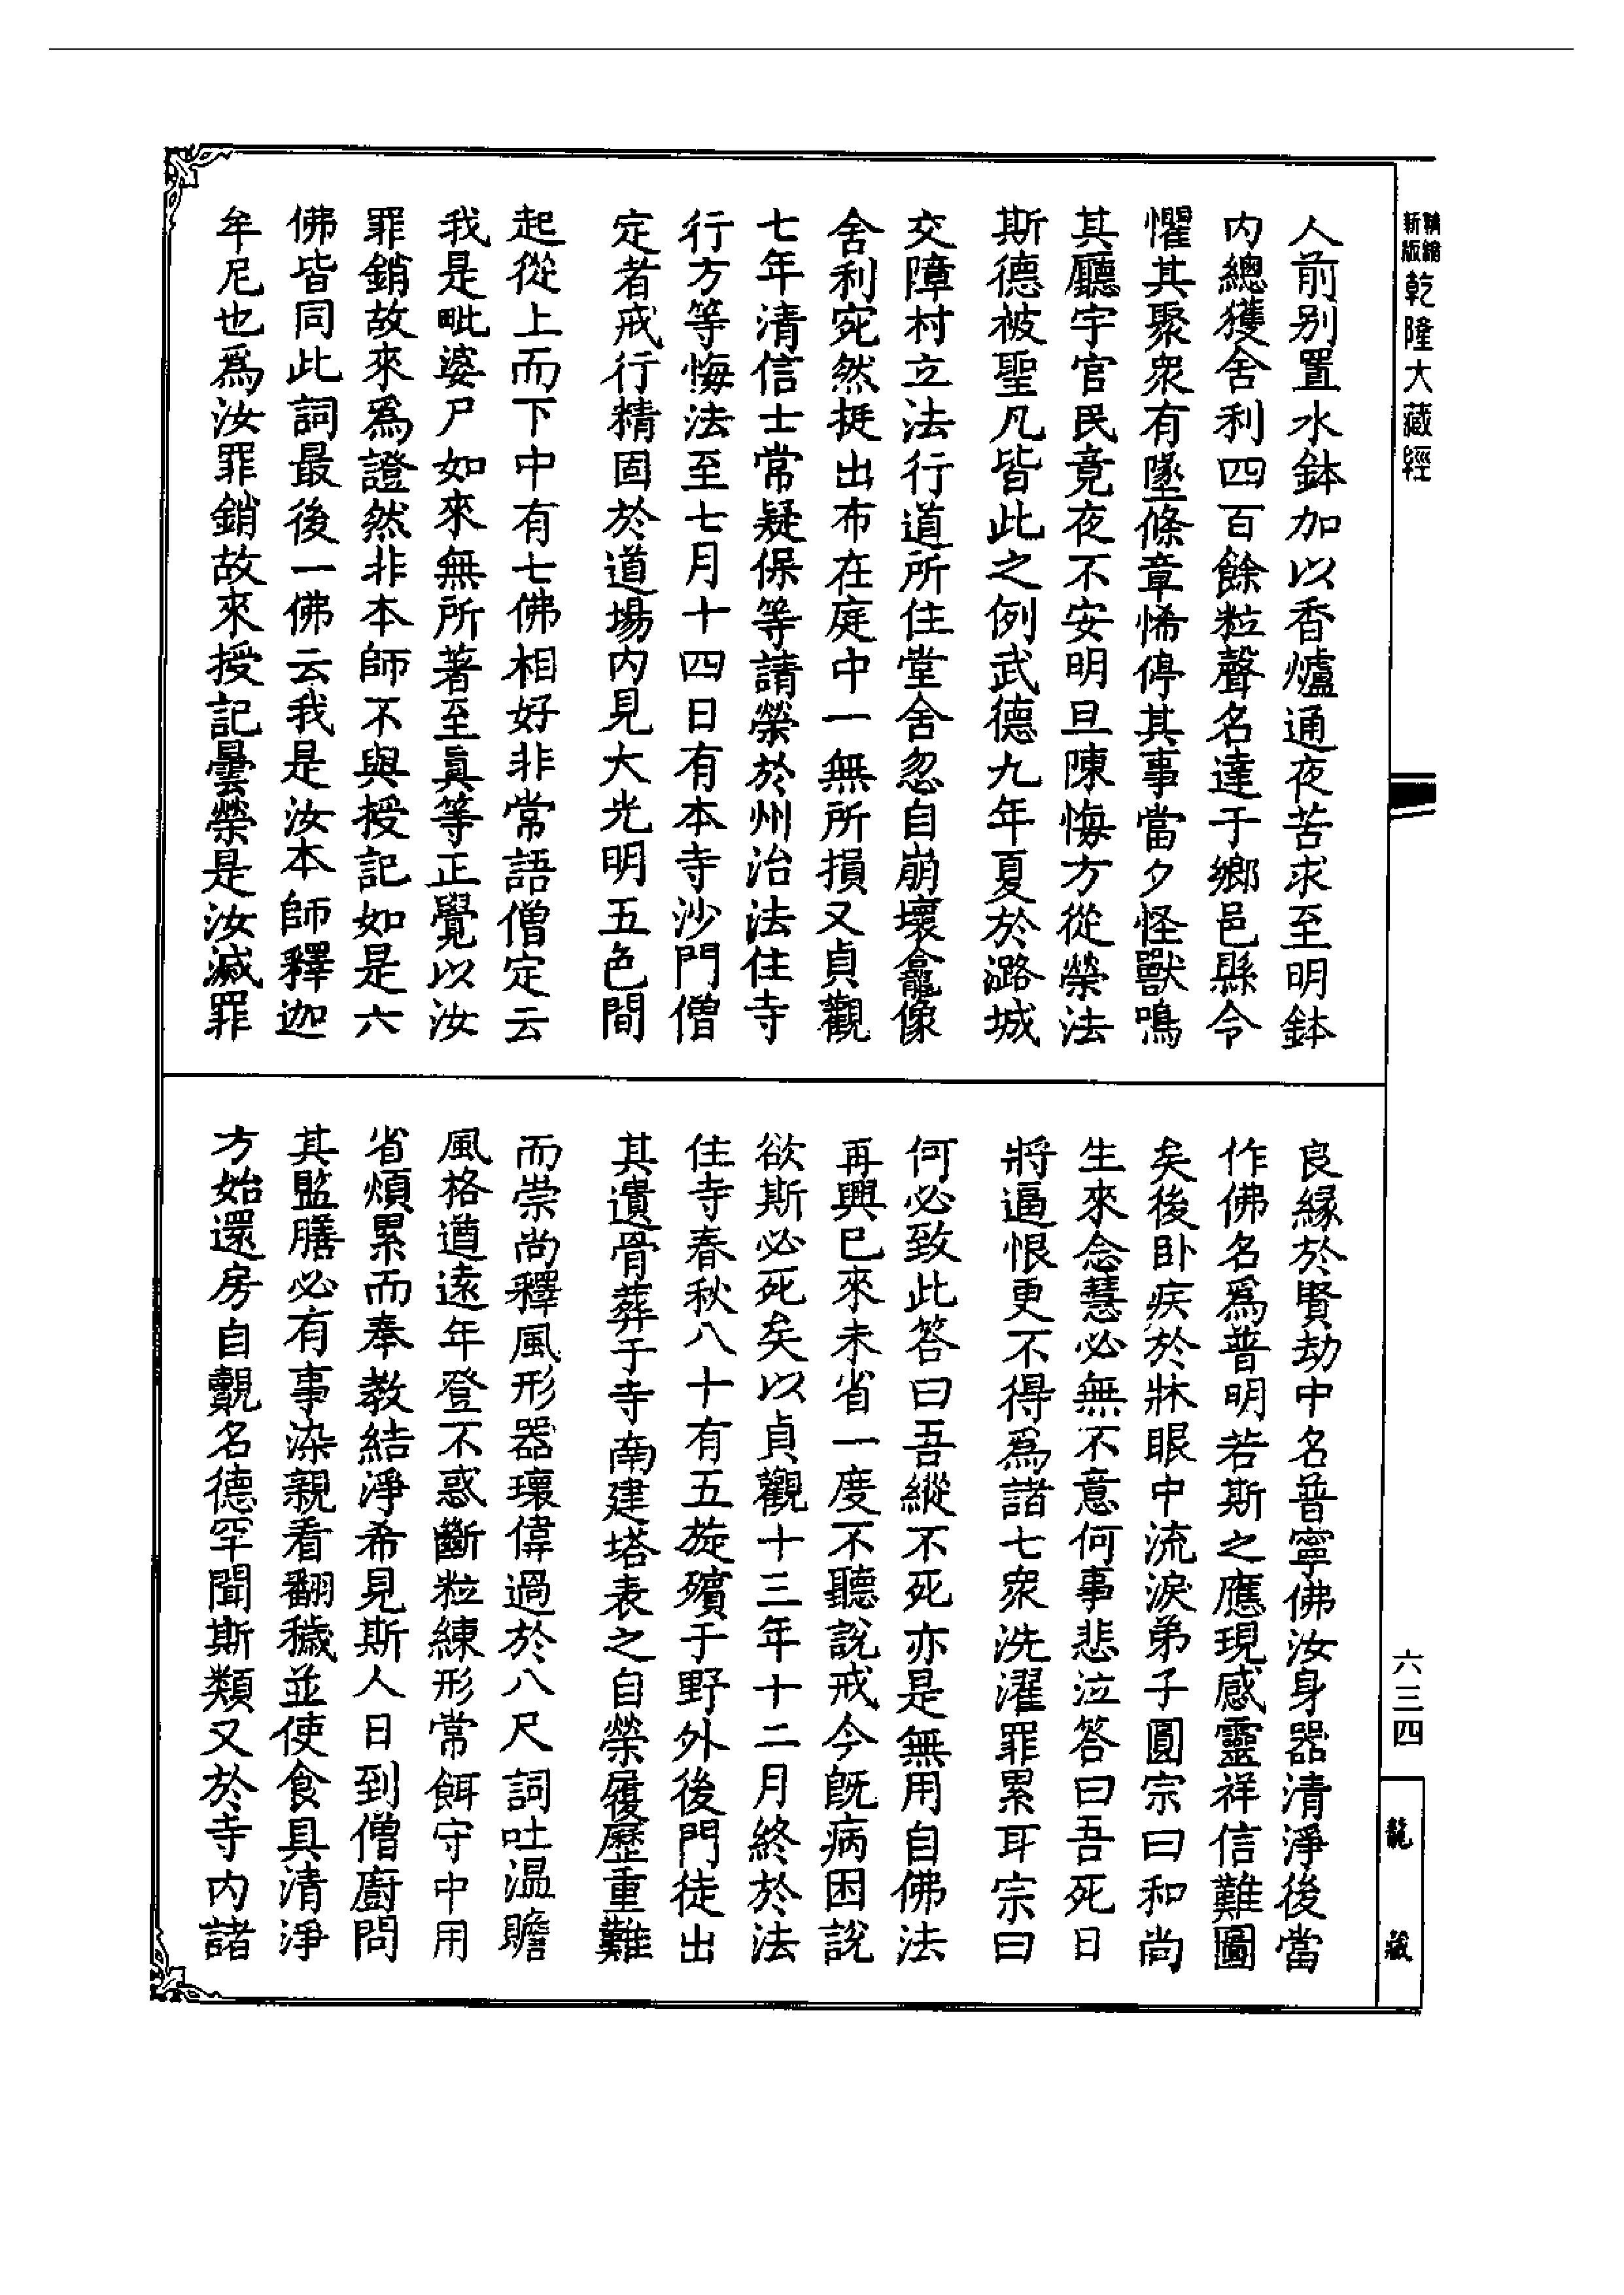 精繪
新版
乾隆大藏經
人前别置水鉢加以香爐通夜苦求至明鉢
内總獲舍利四百餘粒聲名達于鄉邑縣令
懼其聚衆有墜條章悕停其事當夕怪獸鳴
其廳宇官民竟夜不安明旦陳悔方從榮法
斯德被聖凡皆此之例武德九年夏於潞城
交障村立法行道所住堂舍忽自崩壞龕像
舍利宛然挺出布在庭中一無所損又貞觀
七年清信士常疑保等請榮於州治法住寺
行方等悔法至七月十四日有本寺沙門僧
定者戒行精固於道場内見大光明五色間
起從上而下中有七佛相好非常語僧定云
我是毗婆尸如來無所著至眞等正覺以汝
罪銷故來爲證然非本師不與授記如是六
佛皆同此詞最後一佛云我是汝本師釋迦
牟尼也爲汝罪銷故來授記曇榮是汝滅罪
良縁於賢劫中名普寧佛汝身器清淨後當
作佛名爲普明若斯之應現感靈祥信難圖
矣後卧疾於牀眼中流淚弟子圓宗曰和尚
生來念慧必無不意何事悲泣答曰吾死日
將逼恨更不得爲諸七衆洗濯罪累耳宗曰
何必致此答曰吾縱不死亦是無用自佛法
再興已來未省一度不聽說戒今既病困說
欲斯必死矣以貞觀十三年十二月終於法
住寺春秋八十有五旋殯于野外後門徒出
其遺骨葬于寺南建塔表之自榮履歷重難
而崇尚釋風形器瓌偉過於八尺詞吐温贍
風格遒遠年登不惑斷粒練形常餌守中用
省煩累而奉教結淨希見斯人日到僧廚問
其監膳必有事染親看翻穢並使食具清淨
方始還房自覿名德罕聞斯類又於寺内諸
六三四
龍藏